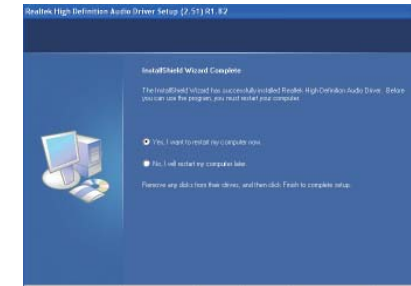 Realtek High Definition Audio Driver Setup (2.51) R1.82
InstallShield Wizard Complete
The InstallShield Wizard has successfully installed Realtek High Definition Audio Driver. Before
you can use the program, you must restart your computer.
Yes, I want to restart my computer now.
No, I will restart my computer later.
Remove any disks from their drives, and then click Finish to complete setup.